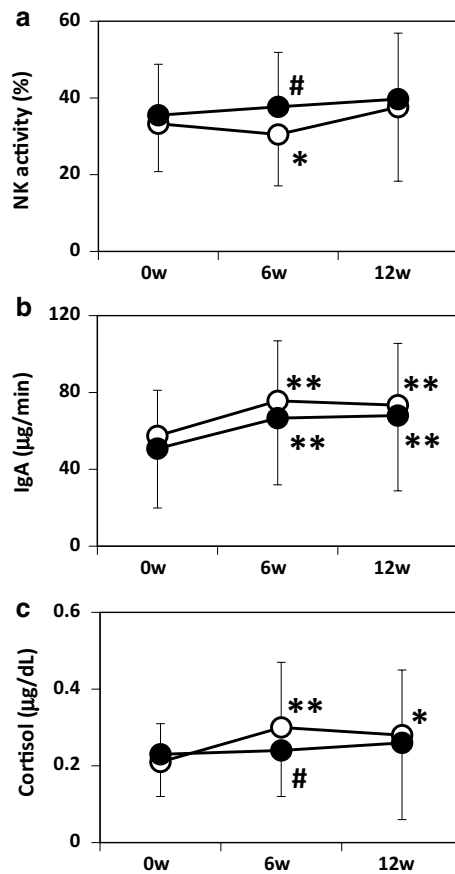 a
NK activity (%)
60
40
20
0
#
*
0w 6w 12w
b
IgA (µg/min)
120
80
40
0
** **
** **
0w 6w 12w
c
Cortisol (µg/dL)
0.6
0.4
0.2
0
** *
#
0w 6w 12w